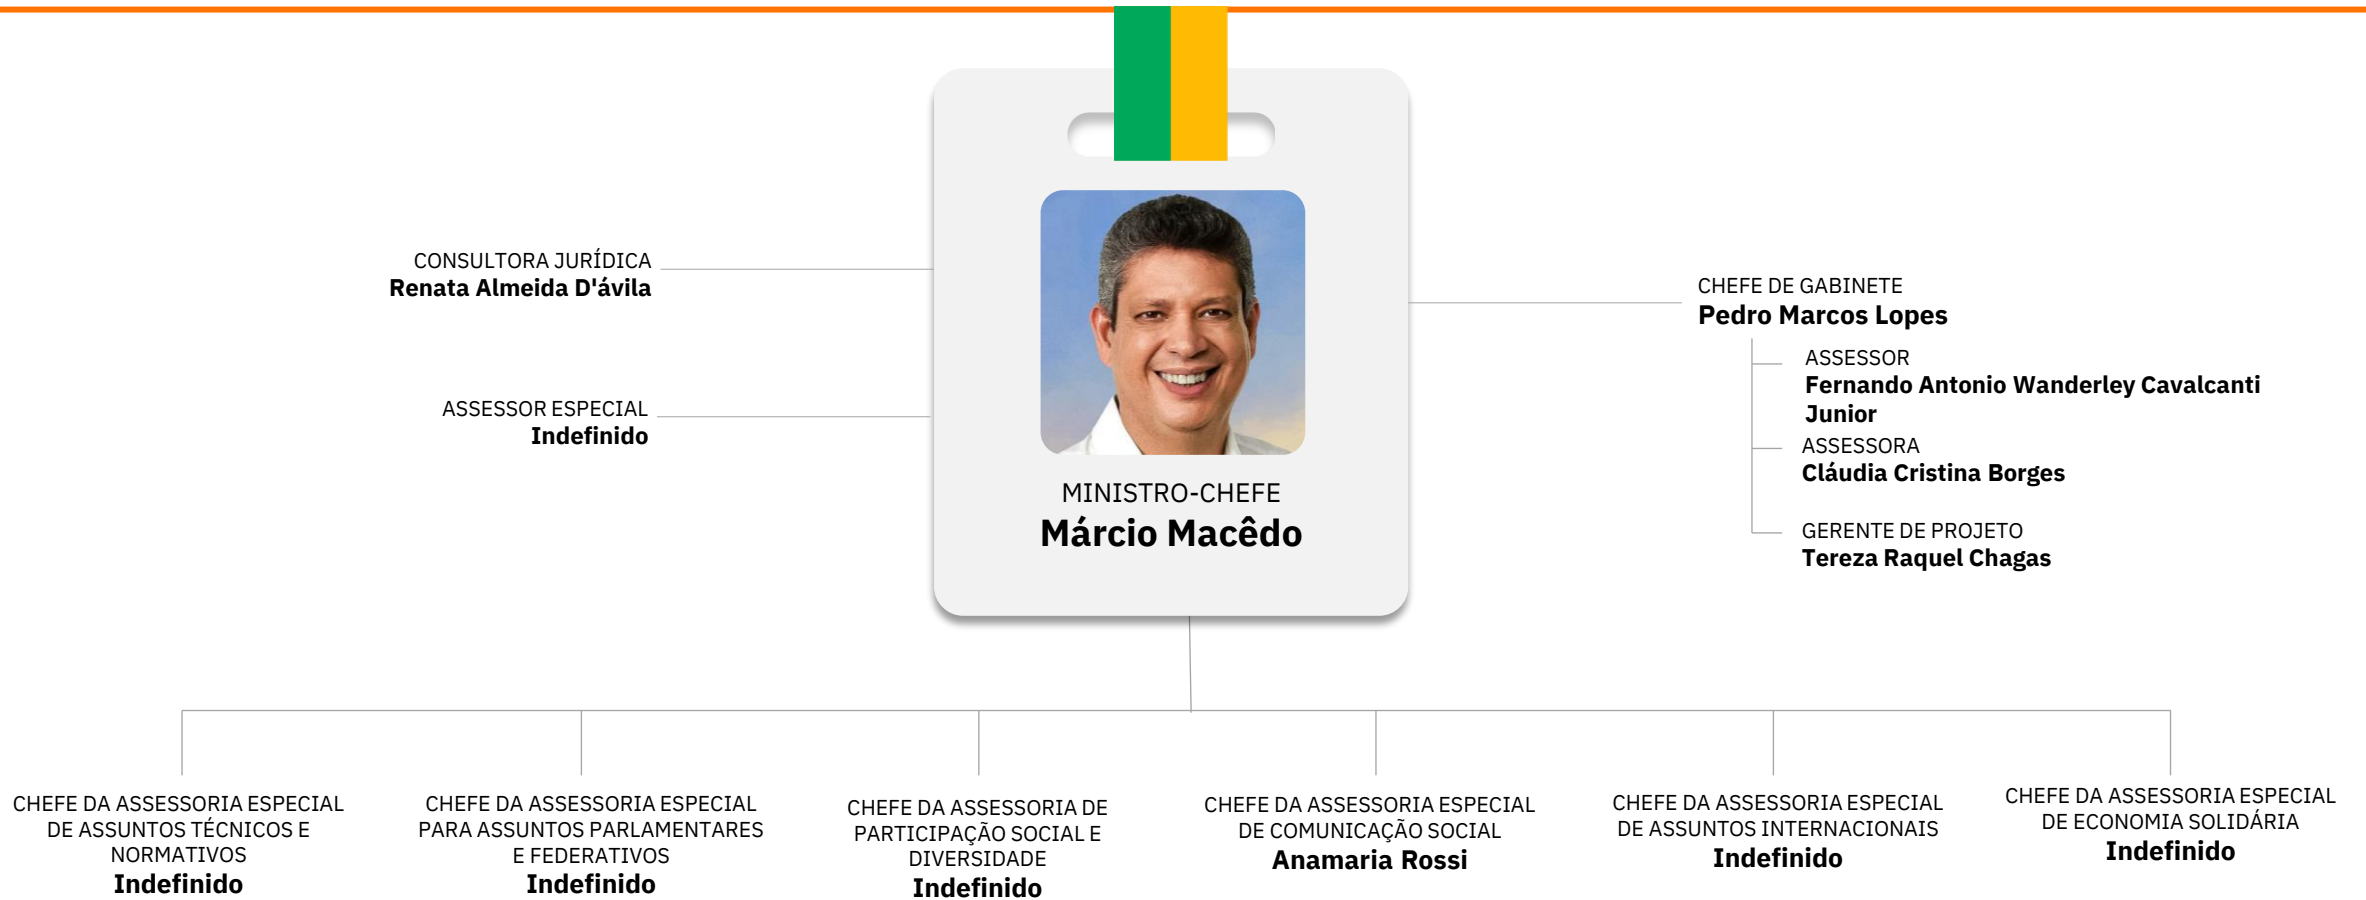 CONSULTORA JURÍDICA
Renata Almeida D'ávila
ASSESSOR ESPECIAL
Indefinido
MINISTRO-CHEFE
Márcio Macêdo
CHEFE DE GABINETE
Pedro Marcos Lopes
ASSESSOR
Fernando Antonio Wanderley Cavalcanti
Junior
ASSESSORA
Cláudia Cristina Borges
GERENTE DE PROJETO
Tereza Raquel Chagas
CHEFE DA ASSESSORIA ESPECIAL
DE ASSUNTOS TÉCNICOS E
NORMATIVOS
Indefinido
CHEFE DA ASSESSORIA ESPECIAL
PARA ASSUNTOS PARLAMENTARES
E FEDERATIVOS
Indefinido
CHEFE DA ASSESSORIA DE
PARTICIPAÇÃO SOCIAL E
DIVERSIDADE
Indefinido
CHEFE DA ASSESSORIA ESPECIAL
DE COMUNICAÇÃO SOCIAL
Anamaria Rossi
CHEFE DA ASSESSORIA ESPECIAL
DE ASSUNTOS INTERNACIONAIS
Indefinido
CHEFE DA ASSESSORIA ESPECIAL
DE ECONOMIA SOLIDÁRIA
Indefinido